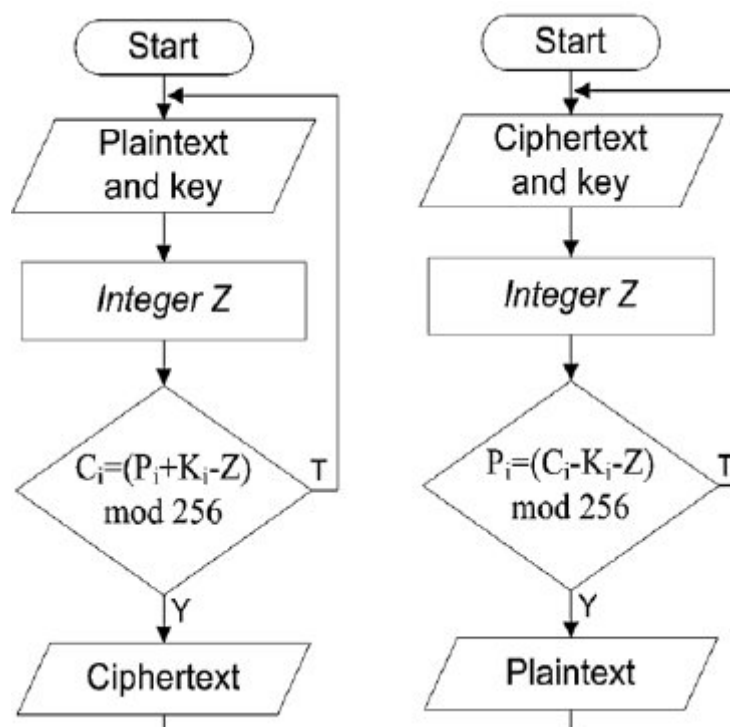 Start
Plaintext
and key
Integer Z
Cᵢ=(Pᵢ+Kᵢ-Z)
mod 256
T
Y
Ciphertext
Start
Ciphertext
and key
Integer Z
Pᵢ=(Cᵢ-Kᵢ-Z)
mod 256
T
Y
Plaintext